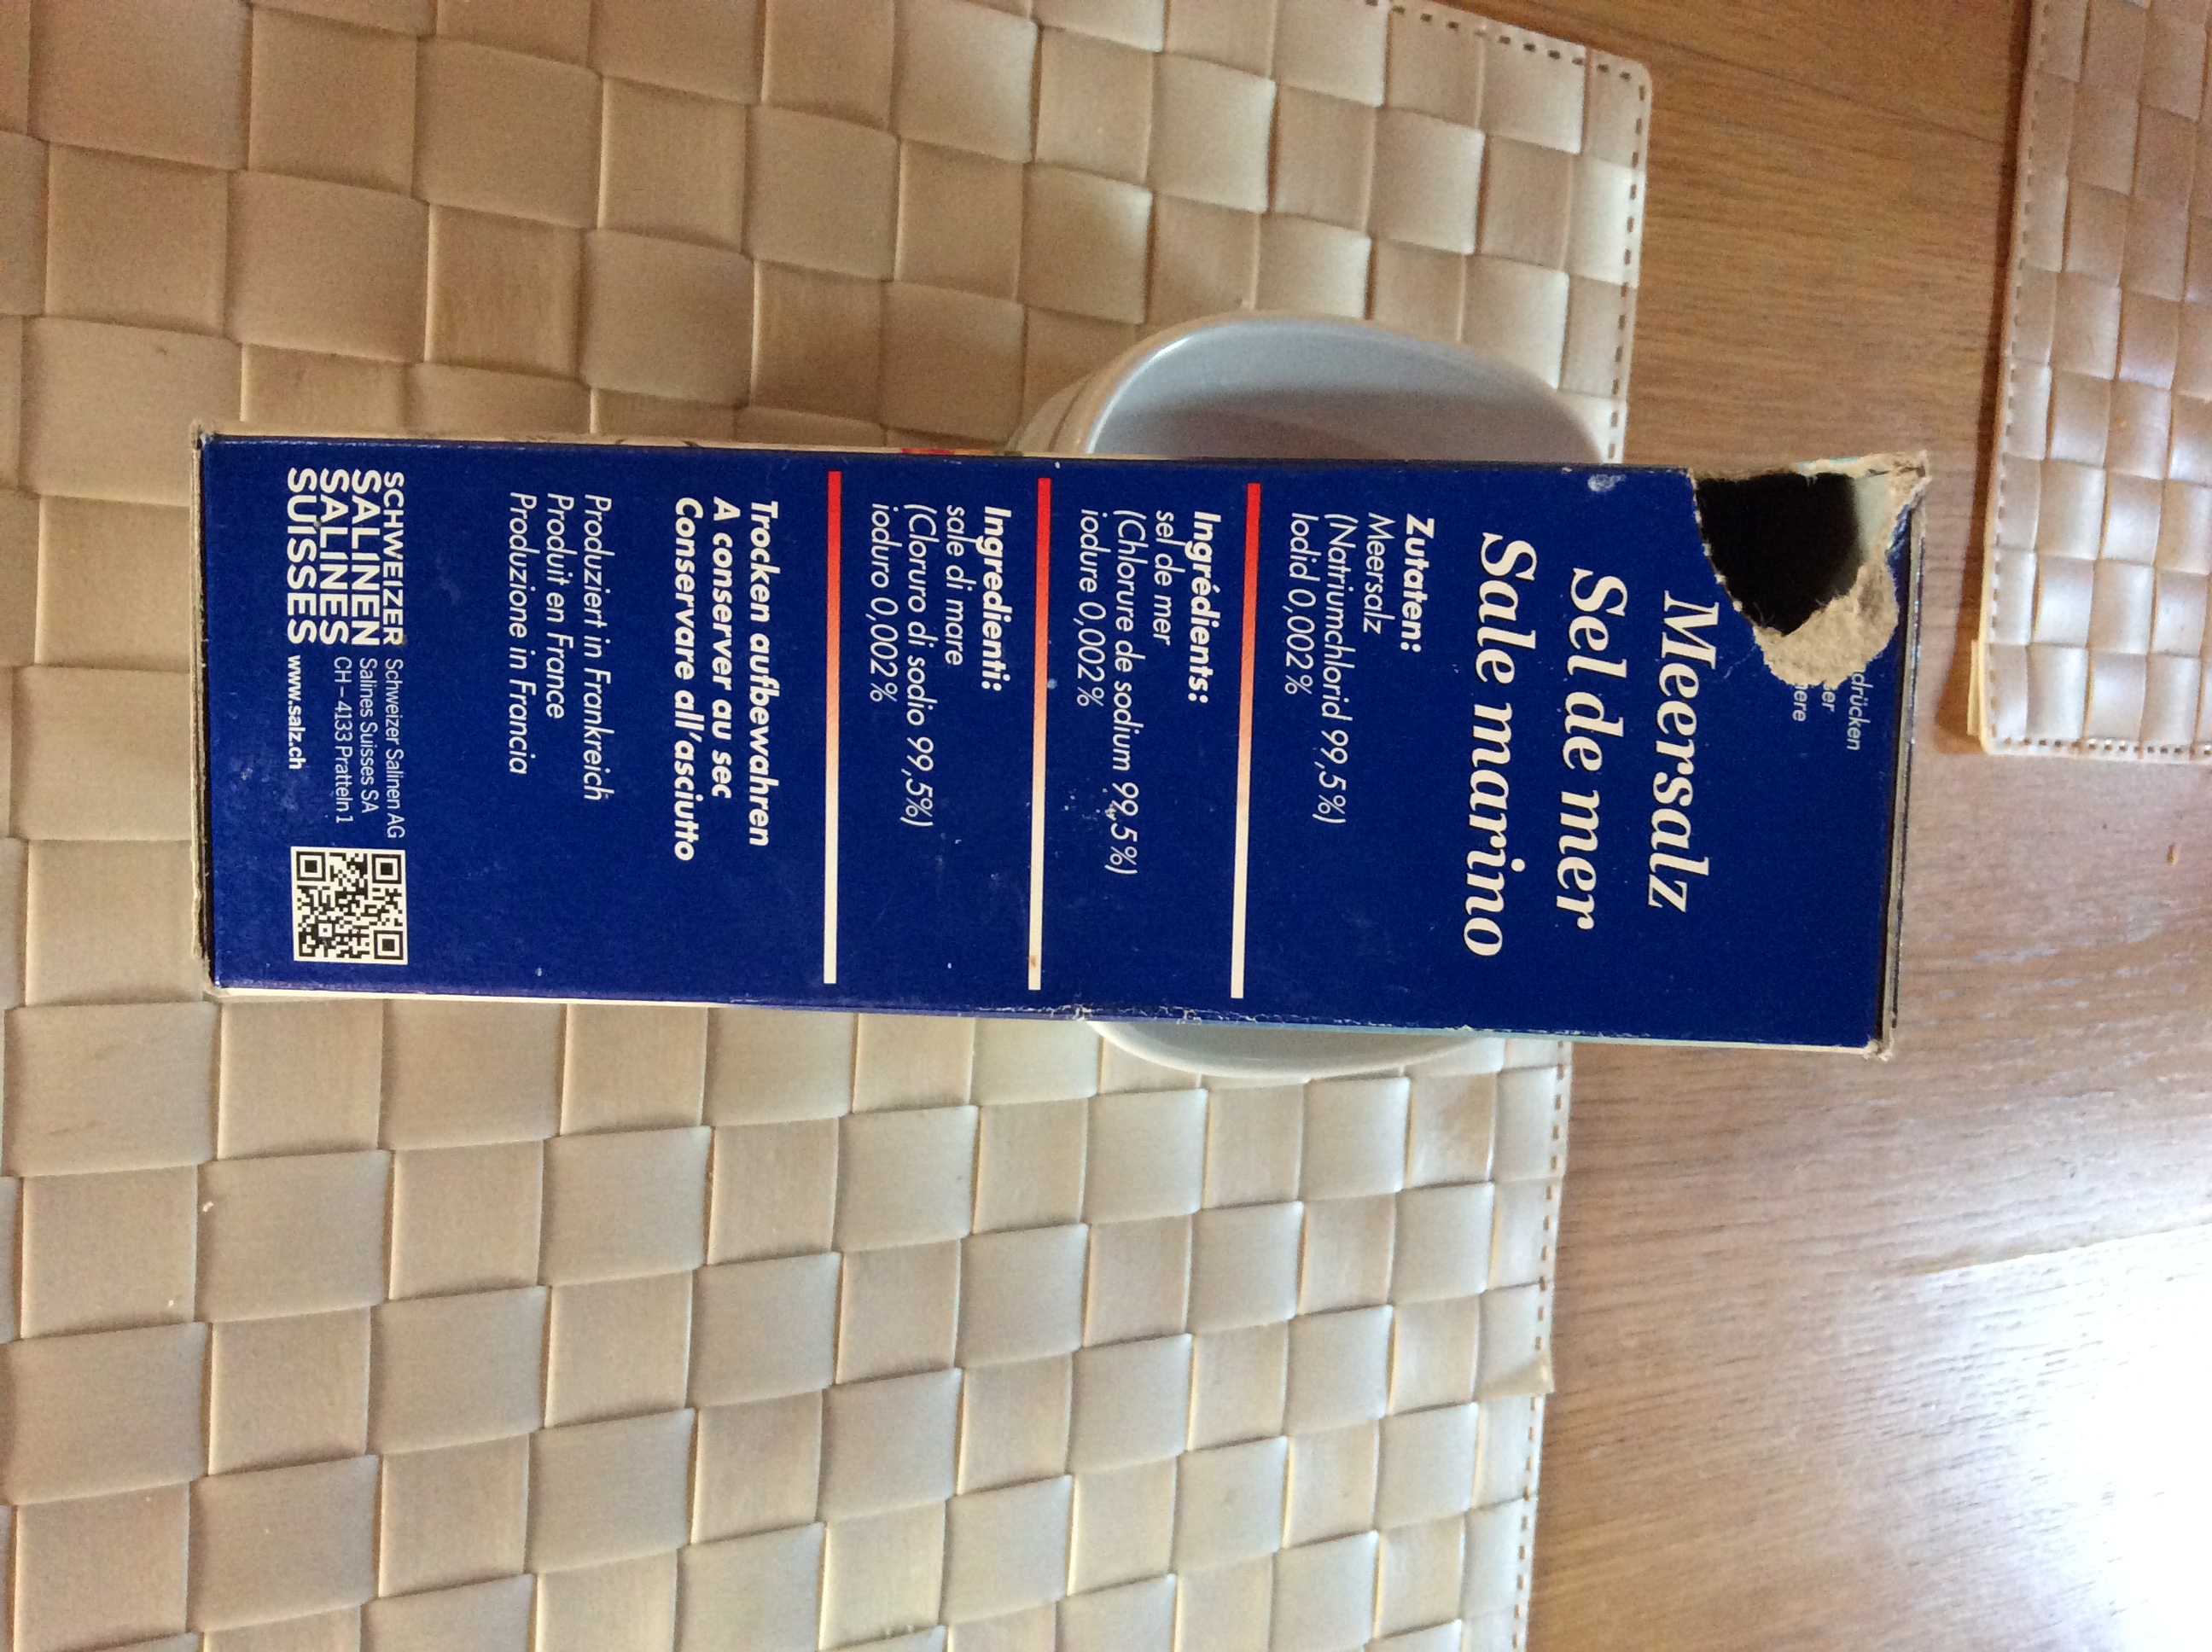 drücken
Meersalz
Sel de mer
Sale marino
Zutaten:
Meersalz
(Natriumchlorid 99,5%)
Iodid 0,002%
Ingrédients:
sel de mer
(Chlorure de sodium 99,5%)
iodure 0,002%
Ingredienti:
sale di mare
(Cloruro di sodio 99,5%)
ioduro 0,002%
Trocken aufbewahren
A conserver au sec
Conservare all'asciutto
Produziert in Frankreich
Produit en France
Produzione in Francia
SCHWEIZER
SALINEN
SALINES
SUISSES
Schweizer Salinen AG
Salines Suisses SA
CH – 4133 Pratteln 1
www.salz.ch